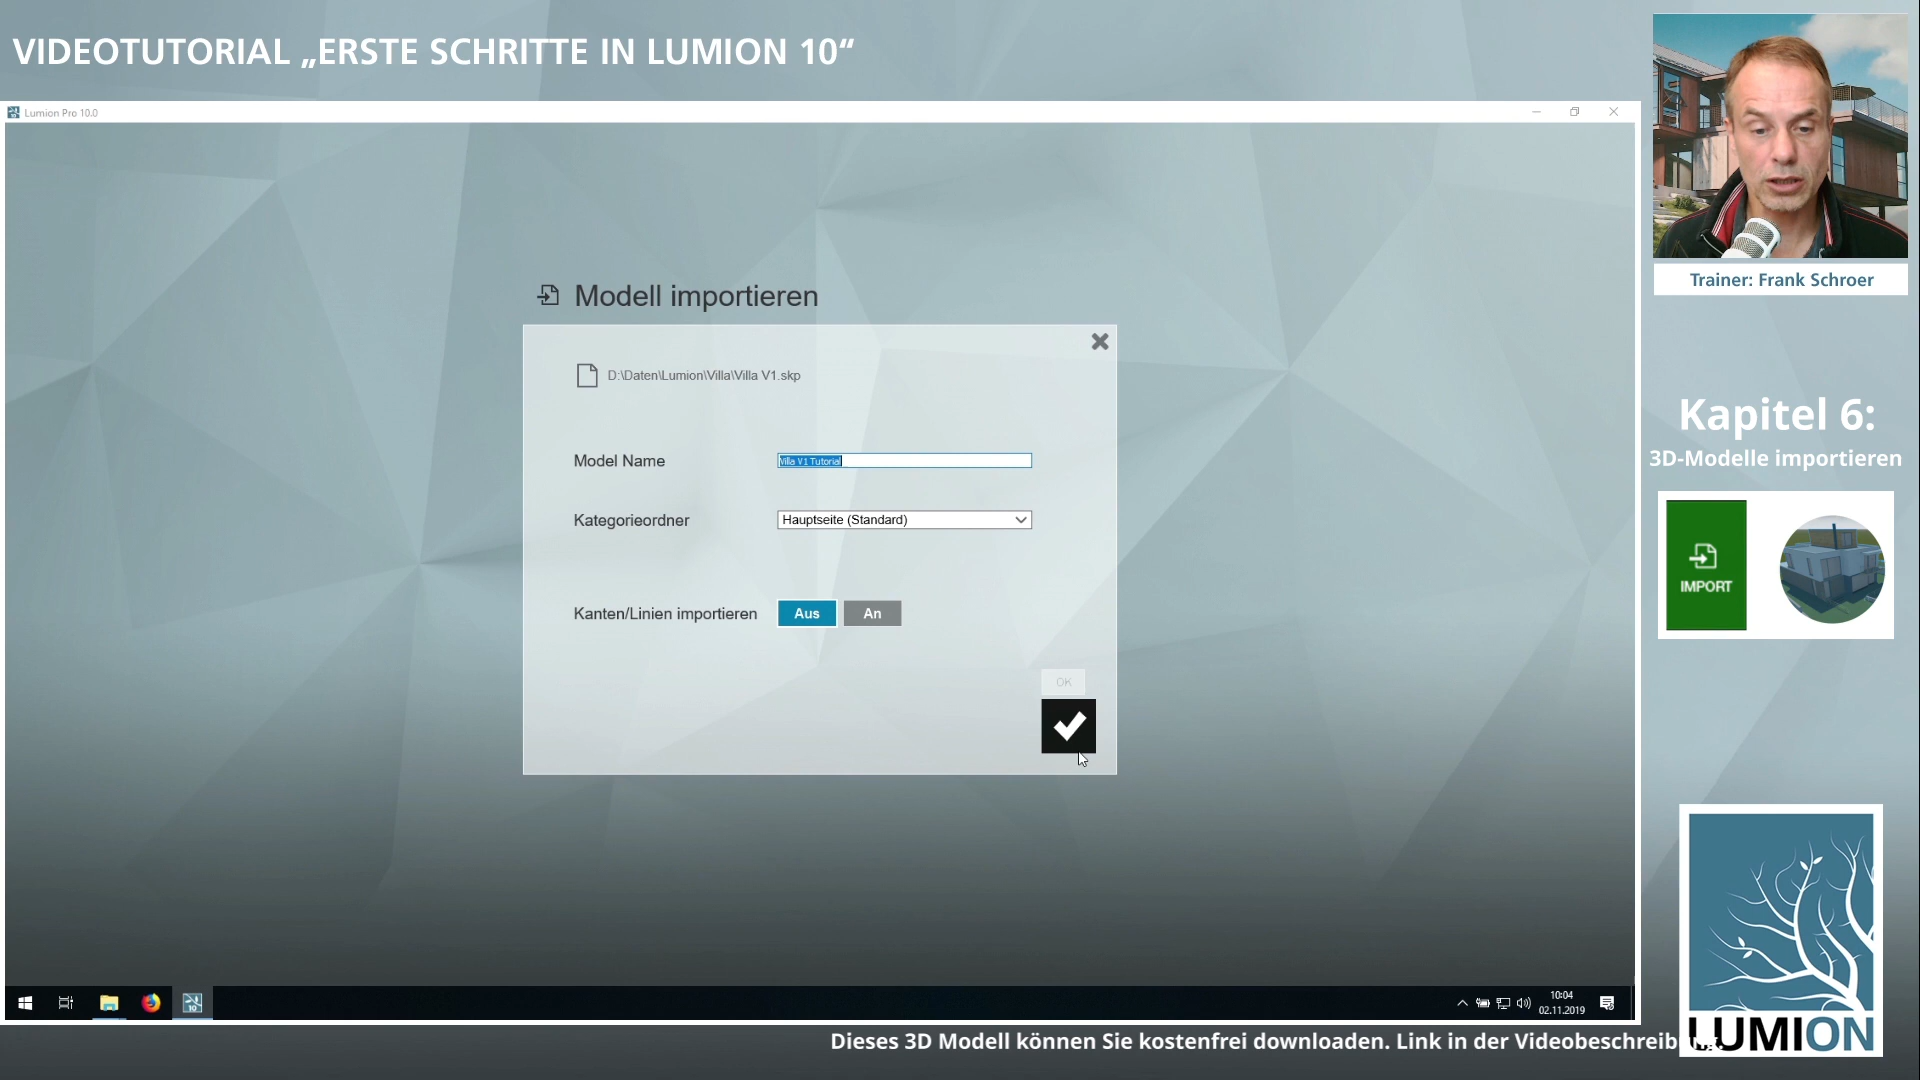 VIDEOTUTORIAL „ERSTE SCHRITTE IN LUMION 10“
Lumion Pro 10.0
Modell importieren
D:\Daten\Lumion\Villa\Villa V1.skp
Model Name
Villa V1 Tutorial
Kategorieordner
Hauptseite (Standard)
Kanten/Linien importieren
Aus
An
OK
10
10:04
02.11.2019
Trainer: Frank Schroer
Kapitel 6:
3D-Modelle importieren
IMPORT
LUMION
Dieses 3D Modell können Sie kostenfrei downloaden. Link in der Videobeschreibung.